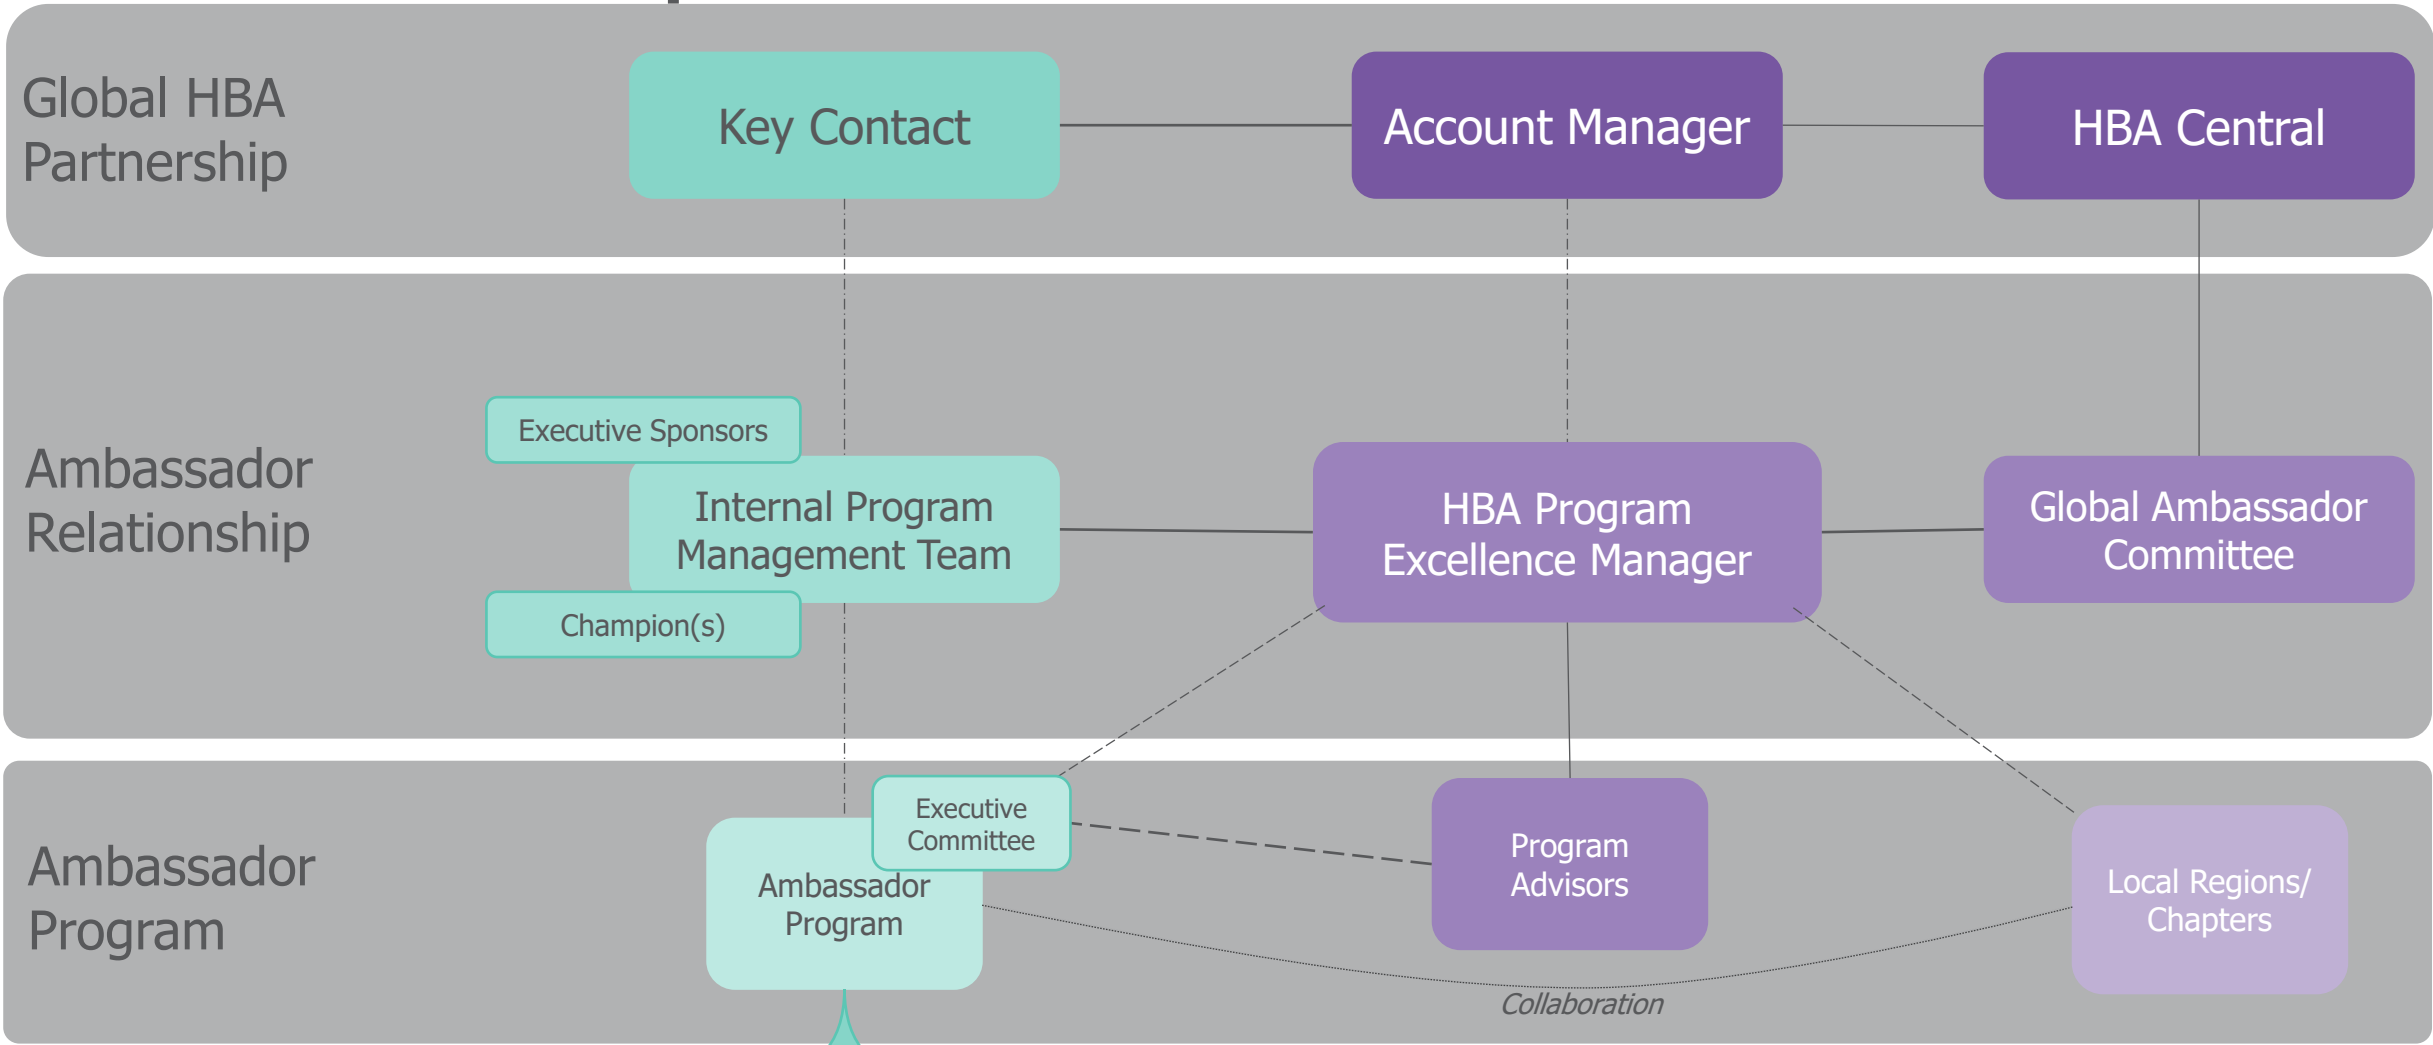 Global HBA
Partnership
Key Contact
Account Manager
HBA Central
Ambassador
Relationship
Executive Sponsors
Internal Program
Management Team
Champion(s)
HBA Program
Excellence Manager
Global Ambassador
Committee
Ambassador
Program
Executive
Committee
Ambassador
Program
Program
Advisors
Local Regions/
Chapters
Collaboration